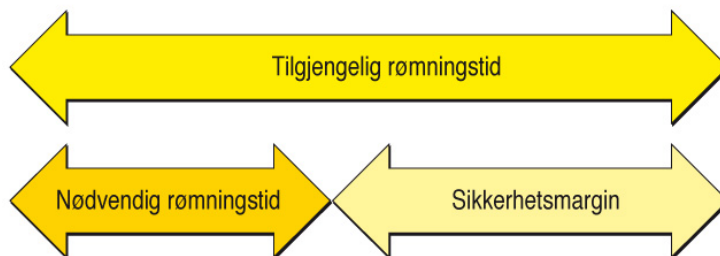 Tilgjengelig rømningstid
Nødvendig rømningstid
Sikkerhetsmargin